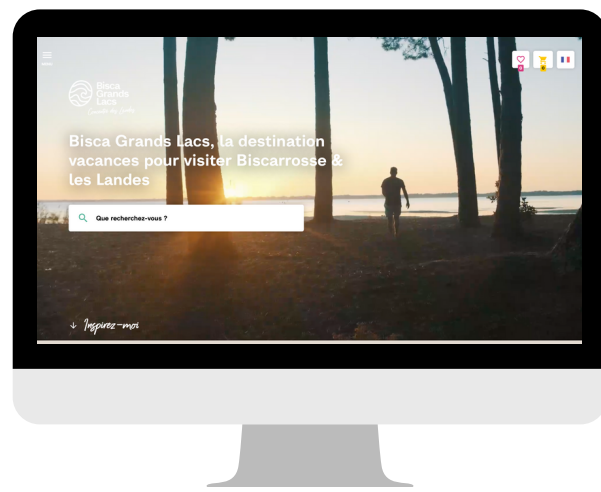 Bisca
Grands
Lacs
Bisca Grands Lacs, la destination
vacances pour visiter Biscarrosse &
les Landes
Que recherchez-vous ?
Inspirez-moi